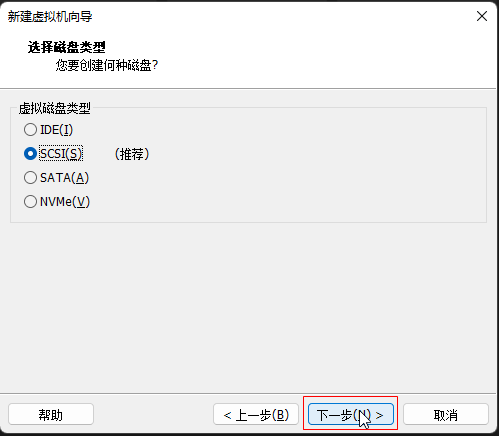 新建虚拟机向导
选择磁盘类型
您要创建何种磁盘?
虚拟磁盘类型
IDE(I)
SCSI(S) （推荐）
SATA(A)
NVMe(V)
帮助 < 上一步(B) 下一步(N) > 取消